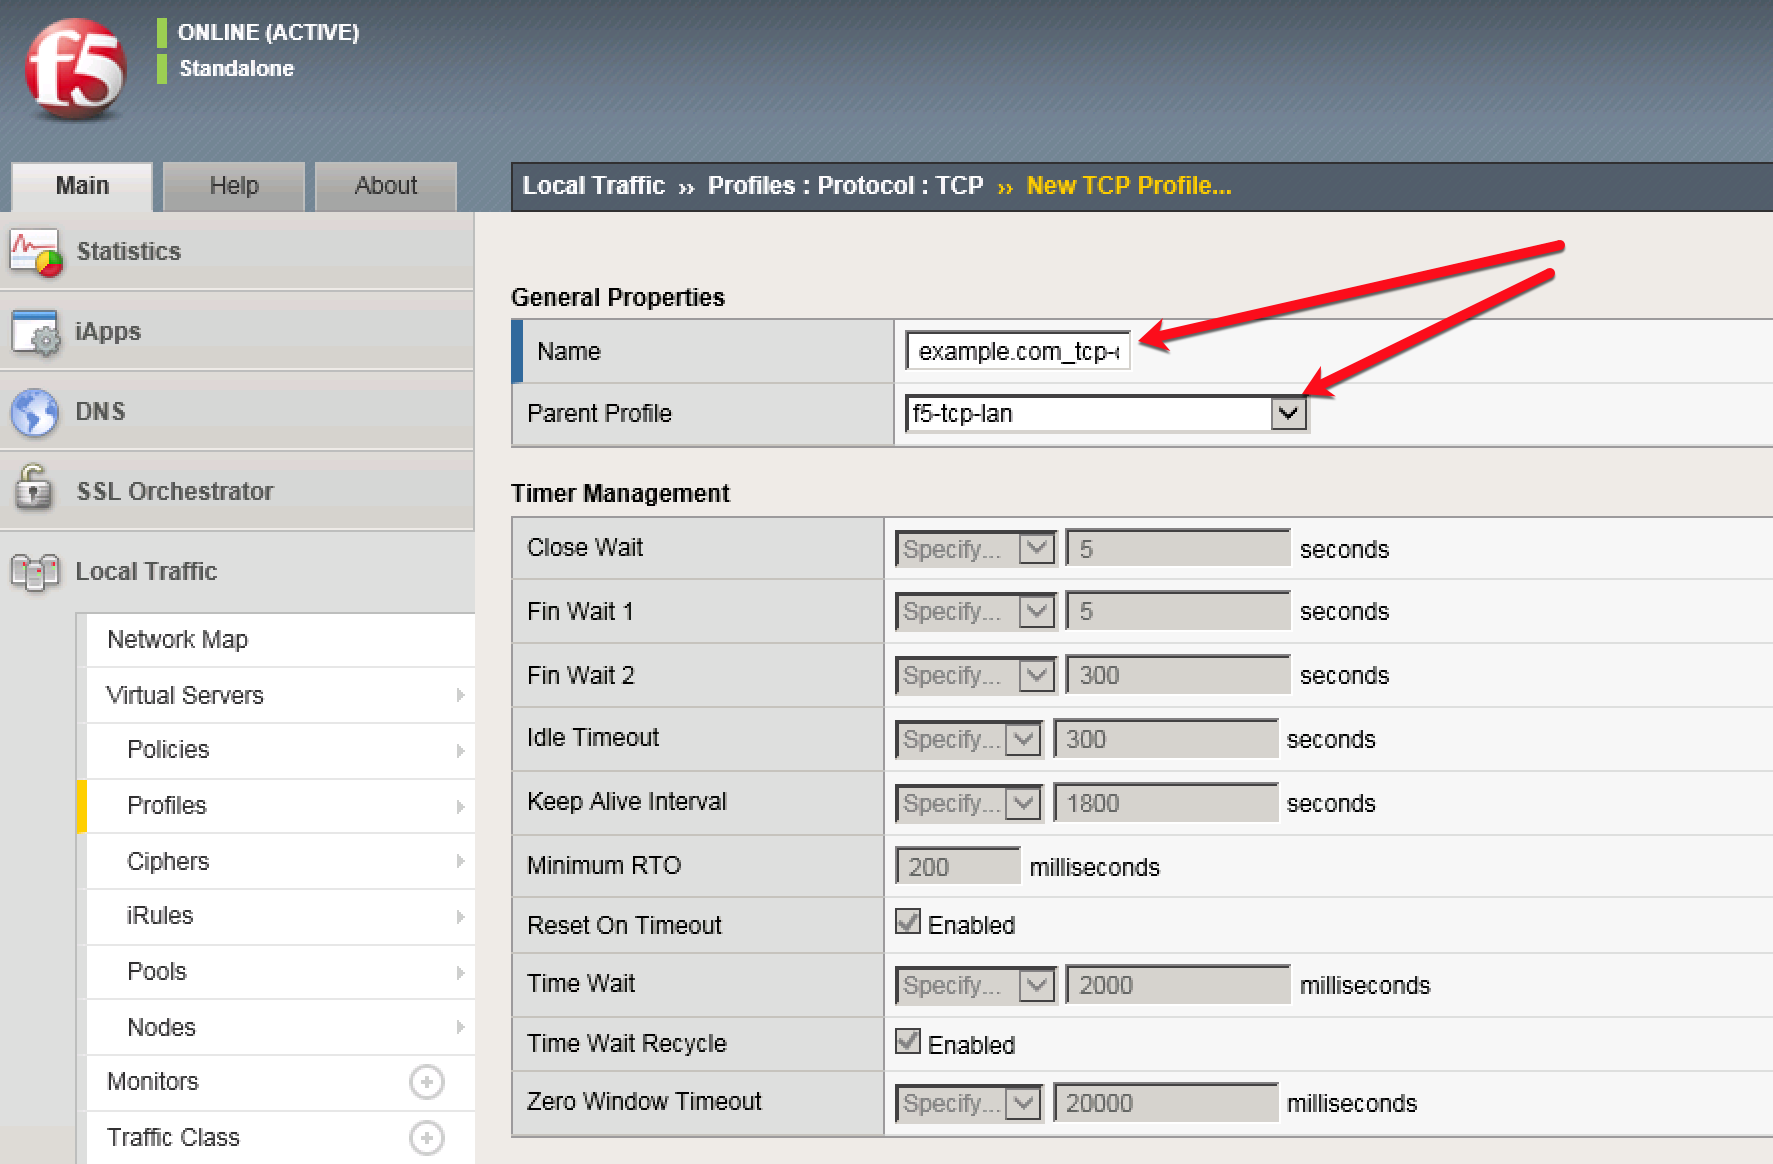 f5
ONLINE (ACTIVE)
Standalone
Main
Help
About
Local Traffic ›› Profiles : Protocol : TCP ›› New TCP Profile...
Statistics
iApps
DNS
SSL Orchestrator
Local Traffic
Network Map
Virtual Servers
Policies
Profiles
Ciphers
iRules
Pools
Nodes
Monitors
Traffic Class
General Properties
Name example.com_tcp-
Parent Profile f5-tcp-lan
Timer Management
Close Wait Specify... 5 seconds
Fin Wait 1 Specify... 5 seconds
Fin Wait 2 Specify... 300 seconds
Idle Timeout Specify... 300 seconds
Keep Alive Interval Specify... 1800 seconds
Minimum RTO 200 milliseconds
Reset On Timeout Enabled
Time Wait Specify... 2000 milliseconds
Time Wait Recycle Enabled
Zero Window Timeout Specify... 20000 milliseconds